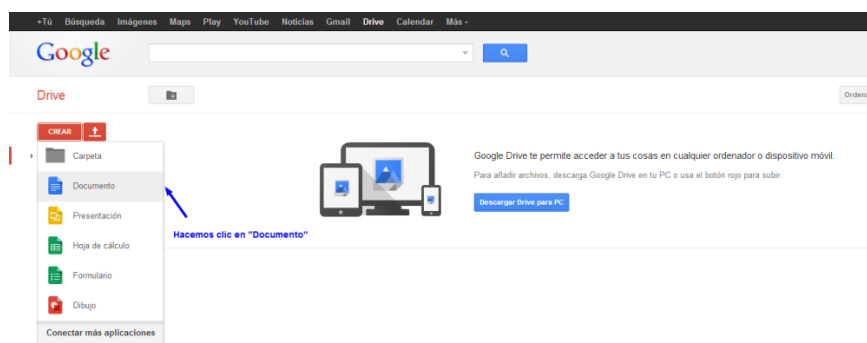 +Tú Búsqueda Imágenes Maps Play YouTube Noticias Gmail Drive Calendar Más
Google
Drive
Ordena
CREAR
Carpeta
Documento
Presentación
Hoja de cálculo
Formulario
Dibujo
Conectar más aplicaciones
Hacemos clic en "Documento"
Google Drive te permite acceder a tus cosas en cualquier ordenador o dispositivo móvil.
Para añadir archivos, descarga Google Drive en tu PC o usa el botón rojo para subir.
Descargar Drive para PC